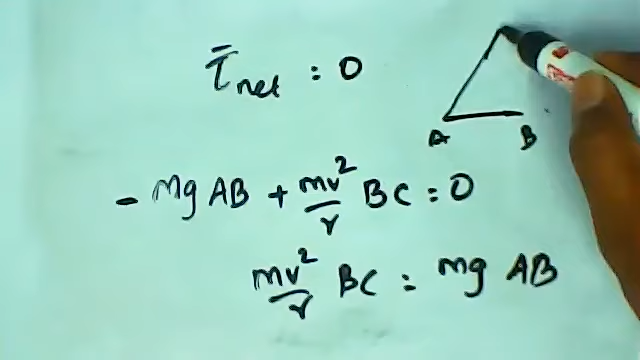 τ̄net : 0
A B
- Mg AB + mv²/r BC = 0
mv²/r BC = mg AB